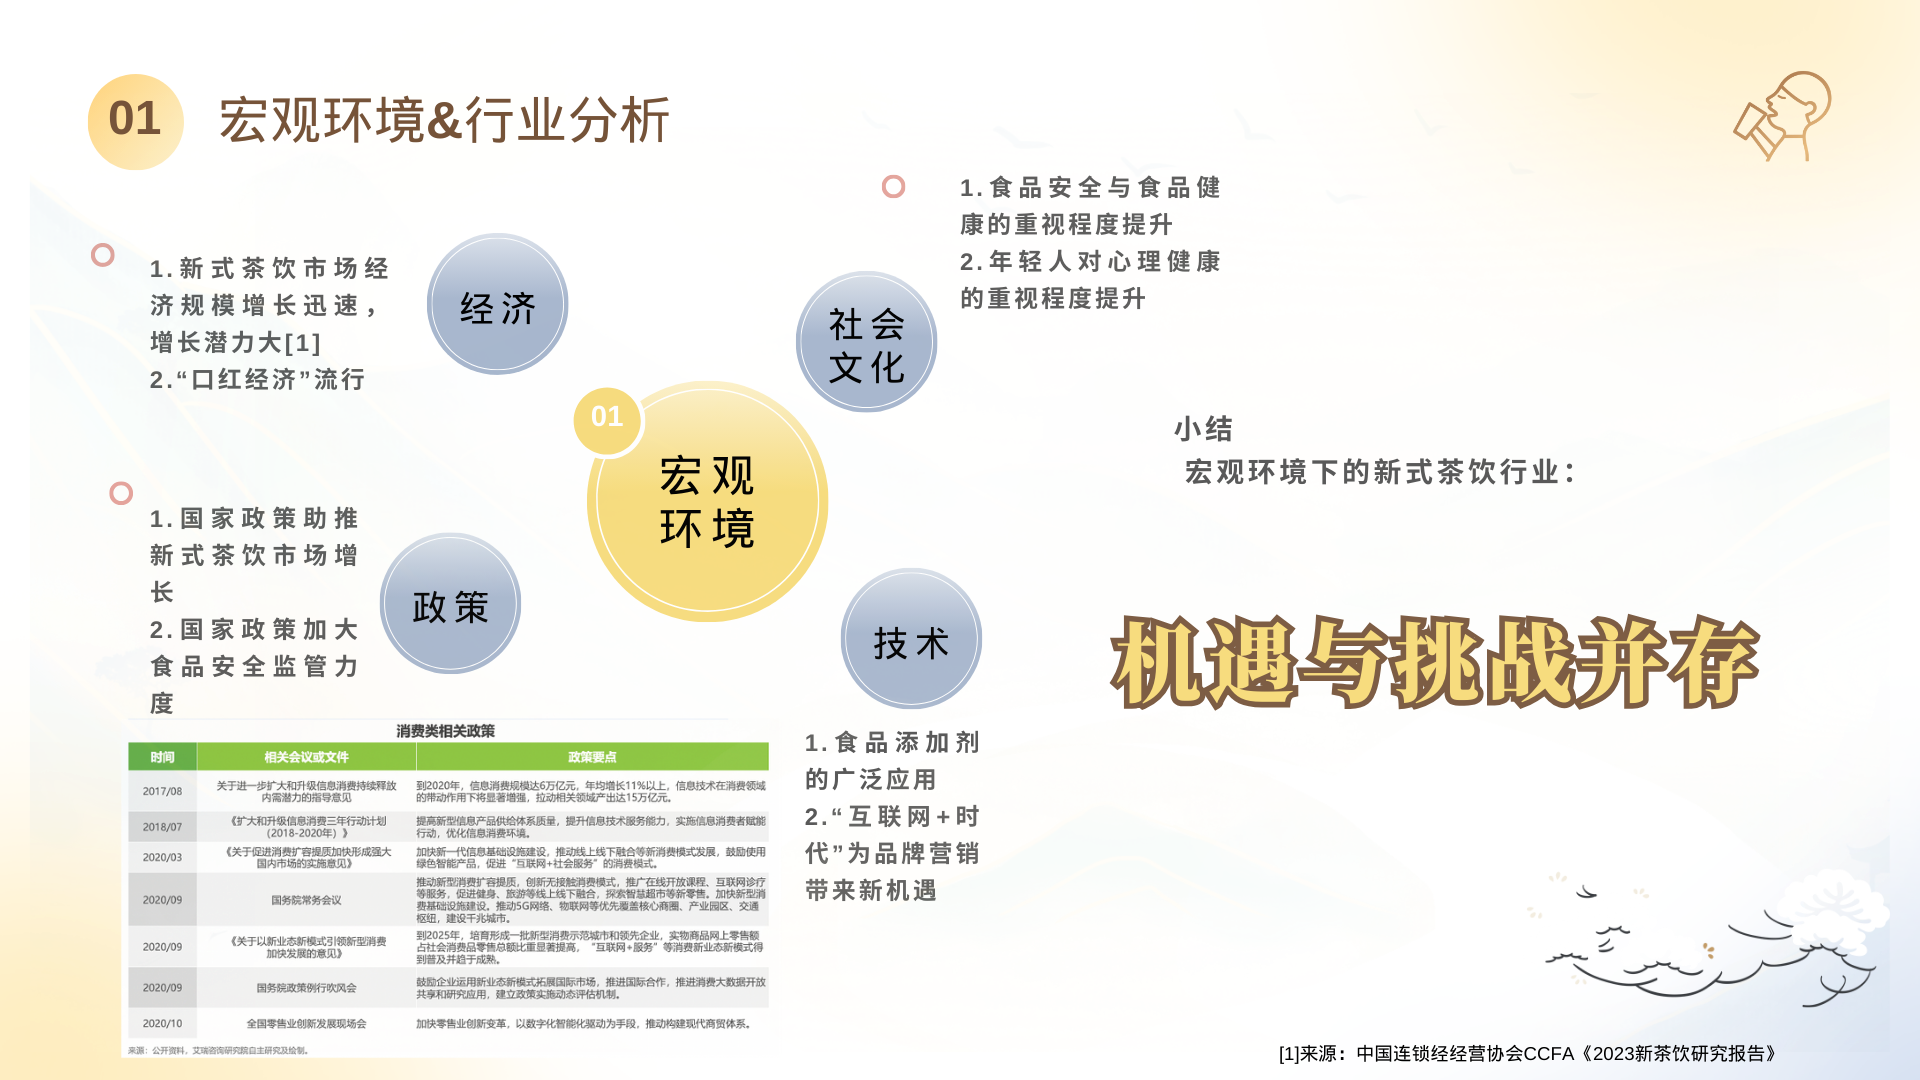 01
宏观环境&行业分析
1.新式茶饮市场经
济规模增长迅速，
增长潜力大[1]
2.“口红经济”流行
经济
1.食品安全与食品健
康的重视程度提升
2.年轻人对心理健康
的重视程度提升
社会
文化
01
宏观
环境
1.国家政策助推
新式茶饮市场增
长
2.国家政策加大
食品安全监管力
度
政策
技术
1.食品添加剂
的广泛应用
2.“互联网+时
代”为品牌营销
带来新机遇
小结
宏观环境下的新式茶饮行业：
机遇与挑战并存
消费类相关政策
时间 相关会议或文件 政策要点
2017/08
关于进一步扩大和升级信息消费持续释放
内需潜力的指导意见
到2020年，信息消费规模达6万亿元，年均增长11%以上，信息技术在消费领域
的带动作用下将显著增强，拉动相关领域产出达15万亿元。
2018/07
《扩大和升级信息消费三年行动计划
（2018-2020年）》
提高新型信息产品供给体系质量，提升信息技术服务能力，实施信息消费者赋能
行动，优化信息消费环境。
2020/03
《关于促进消费扩容提质加快形成强大
国内市场的实施意见》
加快新一代信息基础设施建设，推动线上线下融合等新消费模式发展，鼓励使用
绿色智能产品，促进“互联网+社会服务”的消费模式。
2020/09
国务院常务会议
推动新型消费扩容提质，创新无接触消费模式，推广在线开放课程、互联网诊疗
等服务，促进健身、旅游等线上线下融合，探索智慧超市等新零售。加快新型消
费基础设施建设。推动5G网络、物联网等优先覆盖核心商圈、产业园区、交通
枢纽，建设千兆城市。
2020/09
《关于以新业态新模式引领新型消费
加快发展的意见》
到2025年，培育形成一批新型消费示范城市和领先企业，实物商品网上零售额
占社会消费品零售总额比重显著提高，“互联网+服务”等消费新业态新模式得
到普及并趋于成熟。
2020/09
国务院政策例行吹风会
鼓励企业运用新业态新模式拓展国际市场，推进国际合作，推进消费大数据开放
共享和研究应用，建立政策实施动态评估机制。
2020/10
全国零售业创新发展现场会
加快零售业创新变革，以数字化智能化驱动为手段，推动构建现代商贸体系。
来源：公开资料，艾瑞咨询研究院自主研究及绘制。
[1]来源：中国连锁经经营协会CCFA《2023新茶饮研究报告》